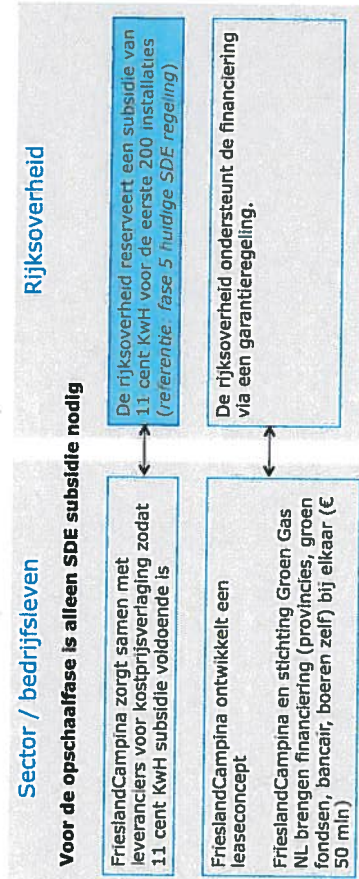 Sector / bedrijfsleven
Rijksoverheid
Voor de opschaalfase is alleen SDE subsidie nodig
FrieslandCampina zorgt samen met
leveranciers voor kostprijsverlaging zodat
11 cent KwH subsidie voldoende is
De rijksoverheid reserveert een subsidie van
11 cent KwH voor de eerste 200 installaties
(referentie: fase 5 huidige SDE regeling)
FrieslandCampina ontwikkelt een
leaseconcept
FrieslandCampina en stichting Groen Gas
NL brengen financiering (provincies, groen
fondsen, bancair, boeren zelf) bij elkaar (€
50 mln)
De rijksoverheid ondersteunt de financiering
via een garantieregeling.